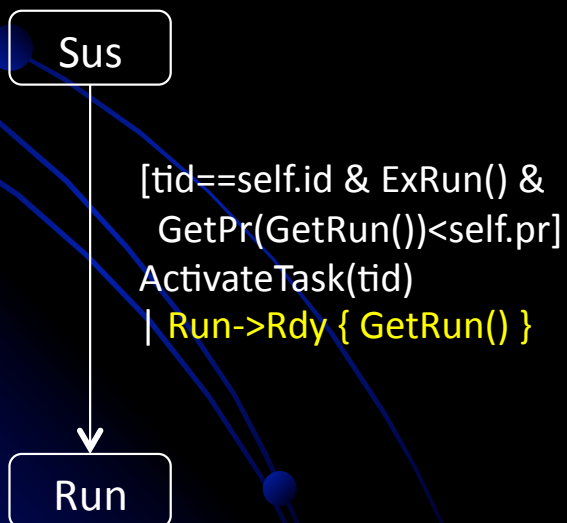 Sus
[tid==self.id & ExRun() &
GetPr(GetRun())<self.pr]
ActivateTask(tid)
| Run->Rdy { GetRun() }
Run